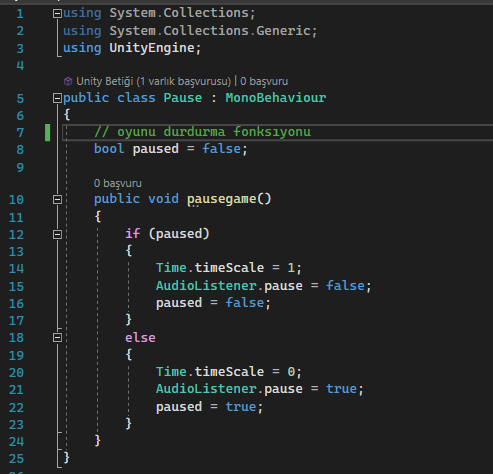 1 using System.Collections;
2 using System.Collections.Generic;
3 using UnityEngine;
4
Unity Betiği (1 varlık başvurusu) | 0 başvuru
5 public class Pause : MonoBehaviour
6 {
7 // oyunu durdurma fonksıyonu
8 bool paused = false;
9
0 başvuru
10 public void pausegame()
11 {
12 if (paused)
13 {
14 Time.timeScale = 1;
15 AudioListener.pause = false;
16 paused = false;
17 }
18 else
19 {
20 Time.timeScale = 0;
21 AudioListener.pause = true;
22 paused = true;
23 }
24 }
25 }